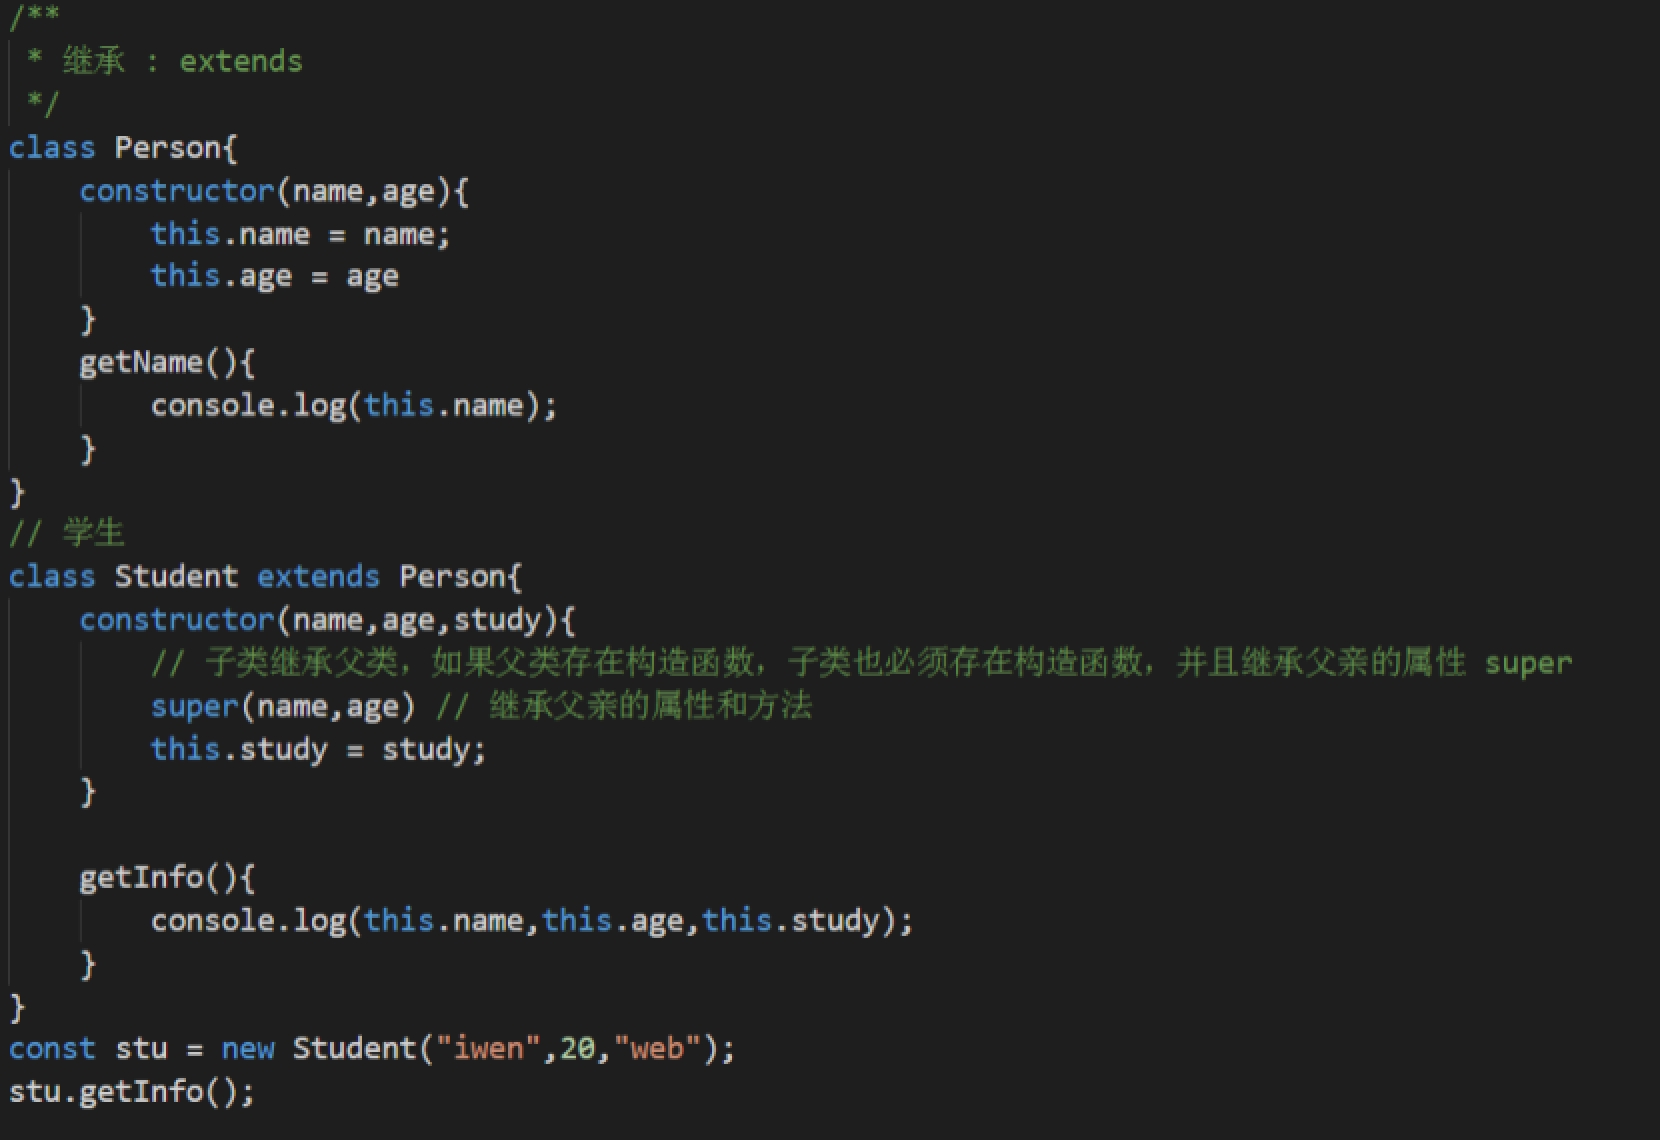 /**
 * 继承 : extends
 */
class Person{
    constructor(name,age){
        this.name = name;
        this.age = age
    }
    getName(){
        console.log(this.name);
    }
}
// 学生
class Student extends Person{
    constructor(name,age,study){
        // 子类继承父类，如果父类存在构造函数，子类也必须存在构造函数，并且继承父亲的属性 super
        super(name,age) // 继承父亲的属性和方法
        this.study = study;
    }

    getInfo(){
        console.log(this.name,this.age,this.study);
    }
}
const stu = new Student("iwen",20,"web");
stu.getInfo();